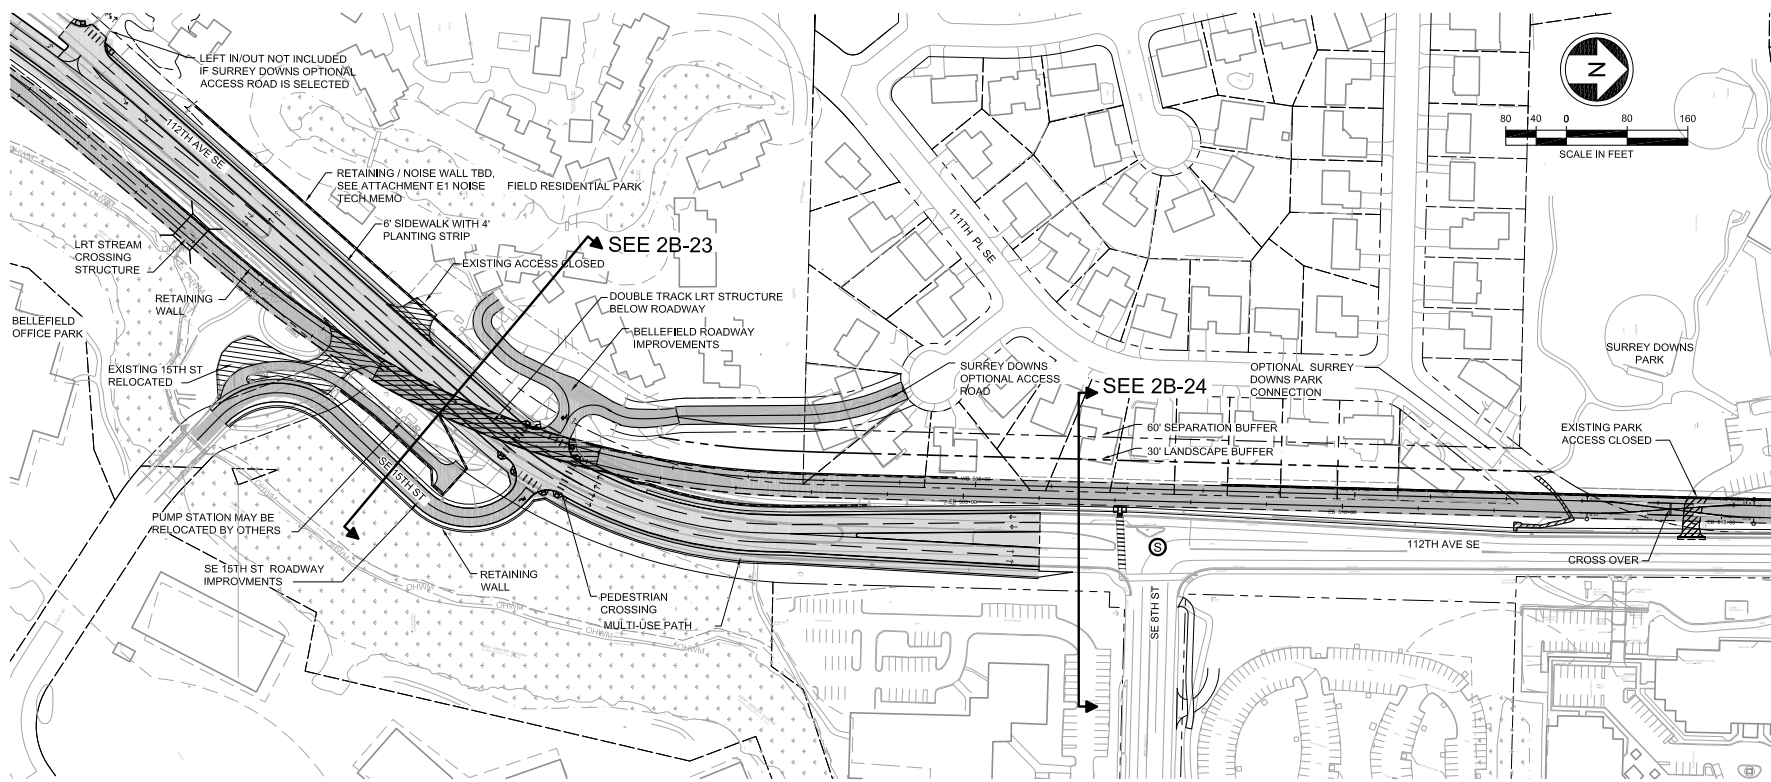 LEFT IN/OUT NOT INCLUDED
IF SURREY DOWNS OPTIONAL
ACCESS ROAD IS SELECTED
112TH AVE SE
RETAINING / NOISE WALL TBD,
SEE ATTACHMENT E1 NOISE
TECH MEMO
FIELD RESIDENTIAL PARK
6' SIDEWALK WITH 4'
PLANTING STRIP
SEE 2B-23
EXISTING ACCESS CLOSED
LRT STREAM
CROSSING
STRUCTURE
RETAINING
WALL
BELLEFIELD
OFFICE PARK
DOUBLE TRACK LRT STRUCTURE
BELOW ROADWAY
BELLEFIELD ROADWAY
IMPROVEMENTS
EXISTING 15TH ST
RELOCATED
SURREY DOWNS
OPTIONAL ACCESS
ROAD
111TH PL SE
SEE 2B-24
OPTIONAL SURREY
DOWNS PARK
CONNECTION
60' SEPARATION BUFFER
30' LANDSCAPE BUFFER
N
80 40 0 80 160
SCALE IN FEET
SURREY DOWNS
PARK
EXISTING PARK
ACCESS CLOSED
SE 15TH ST
PUMP STATION MAY BE
RELOCATED BY OTHERS
SE 15TH ST ROADWAY
IMPROVMENTS
RETAINING
WALL
PEDESTRIAN
CROSSING
MULTI-USE PATH
OHWM
OHWM
OHWM
OHWM
OHWM
S
112TH AVE SE
CROSS OVER
SE 8TH ST